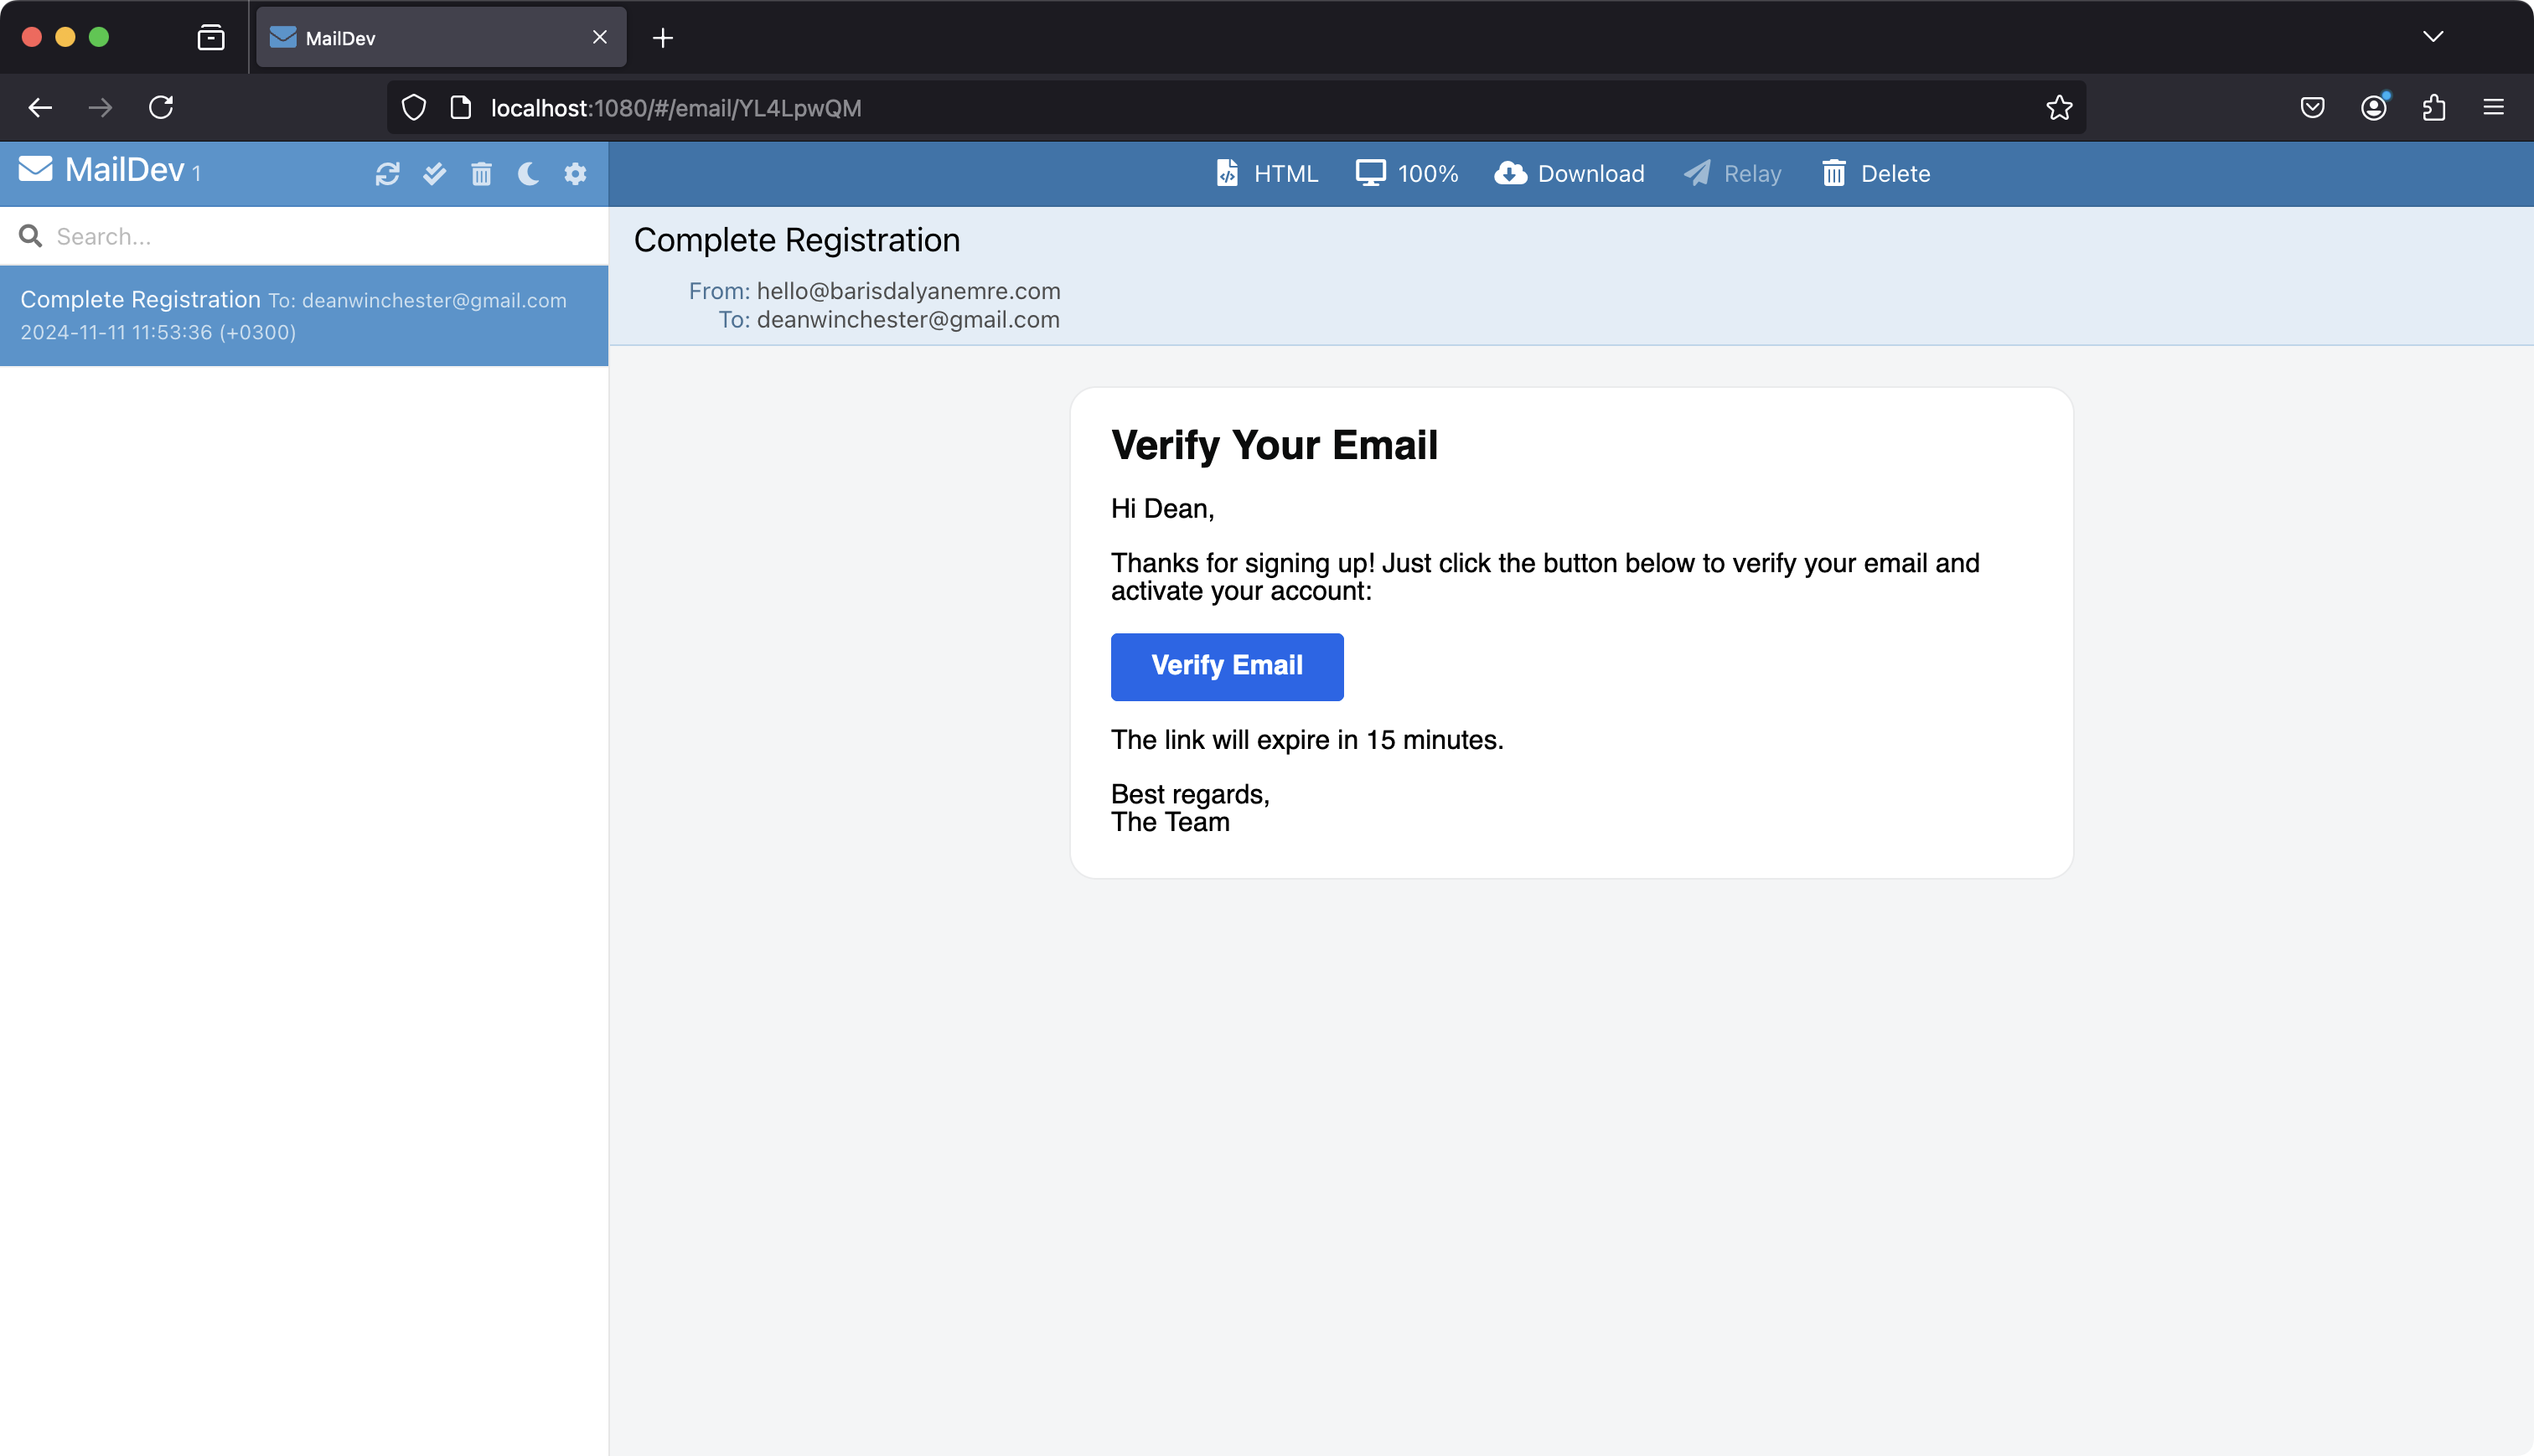 MailDev
localhost:1080/#/email/YL4LpwQM
MailDev 1
HTML 100% Download Relay Delete
Search...
Complete Registration To: deanwinchester@gmail.com
2024-11-11 11:53:36 (+0300)
Complete Registration
From: hello@barisdalyanemre.com
To: deanwinchester@gmail.com
Verify Your Email
Hi Dean,
Thanks for signing up! Just click the button below to verify your email and
activate your account:
Verify Email
The link will expire in 15 minutes.
Best regards,
The Team